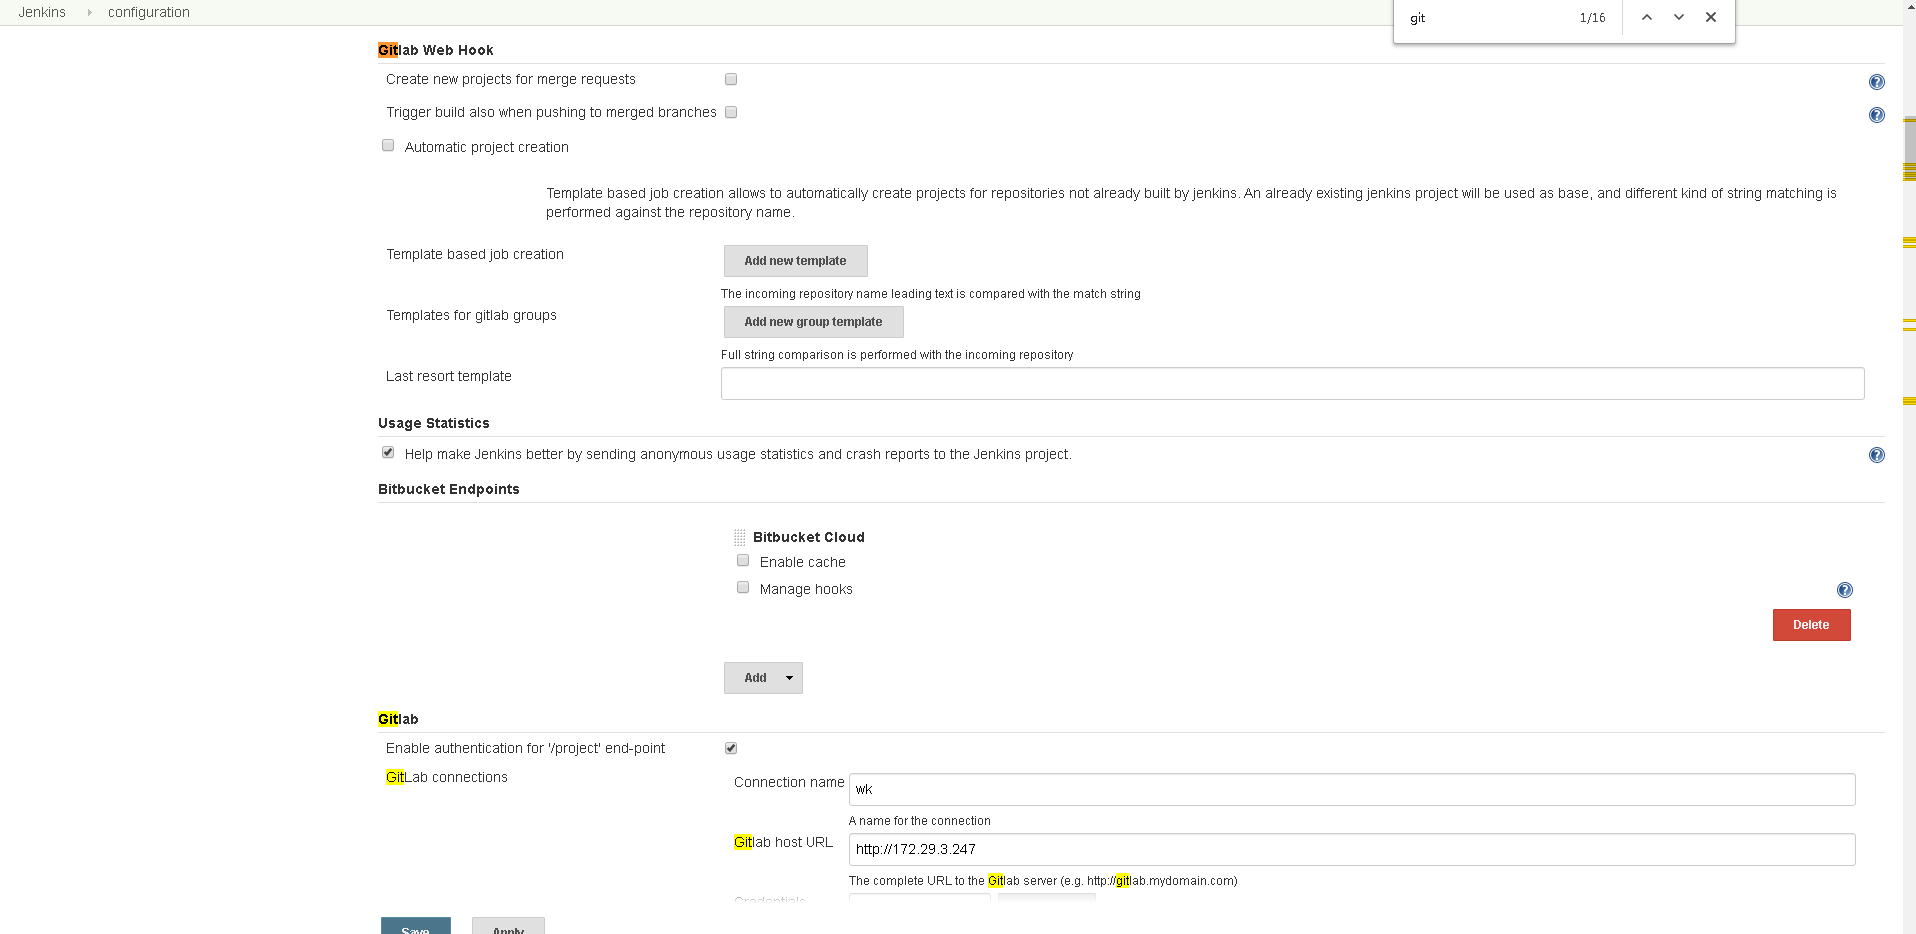 Jenkins configuration
git 1/16
Gitlab Web Hook
Create new projects for merge requests
Trigger build also when pushing to merged branches
Automatic project creation
Template based job creation allows to automatically create projects for repositories not already built by jenkins. An already existing jenkins project will be used as base, and different kind of string matching is
performed against the repository name.
Template based job creation
Add new template
The incoming repository name leading text is compared with the match string
Templates for gitlab groups
Add new group template
Full string comparison is performed with the incoming repository
Last resort template
Usage Statistics
Help make Jenkins better by sending anonymous usage statistics and crash reports to the Jenkins project.
Bitbucket Endpoints
Bitbucket Cloud
Enable cache
Manage hooks
Delete
Add
Gitlab
Enable authentication for '/project' end-point
GitLab connections
Connection name
wk
A name for the connection
Gitlab host URL
http://172.29.3.247
The complete URL to the Gitlab server (e.g. http://gitlab.mydomain.com)
Credentials
Save Apply